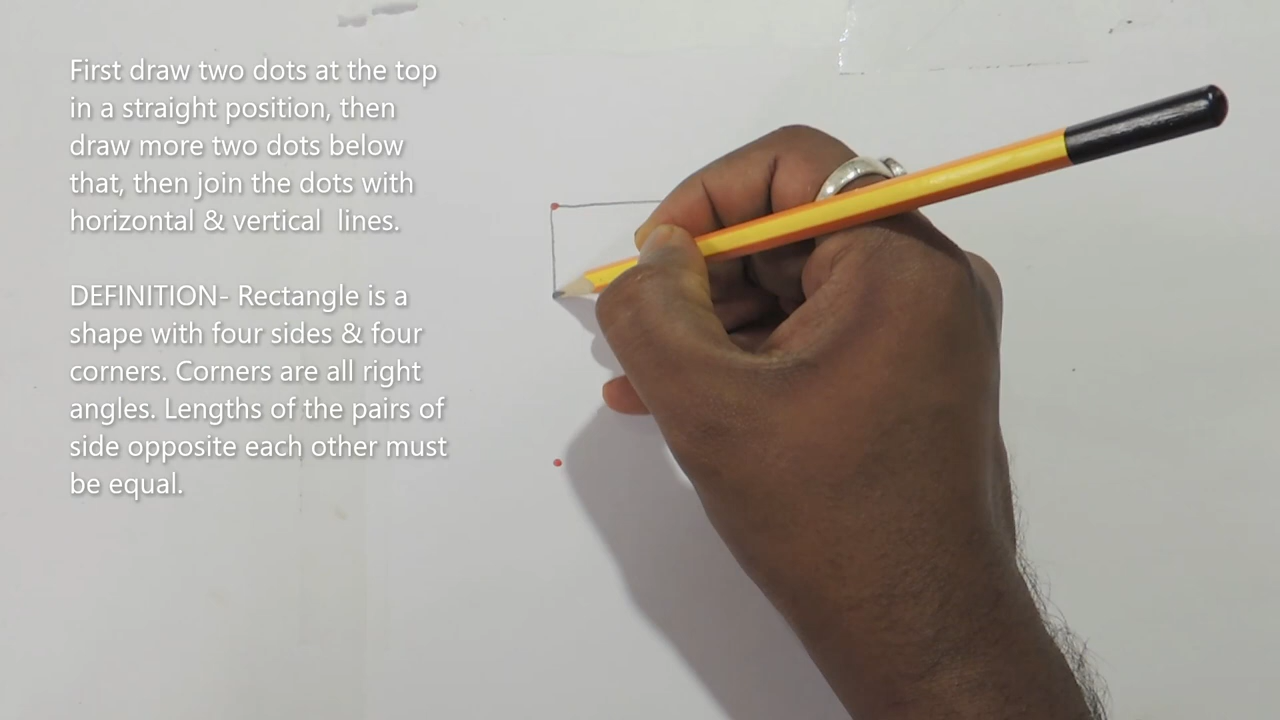 First draw two dots at the top
in a straight position, then
draw more two dots below
that, then join the dots with
horizontal & vertical  lines.
DEFINITION- Rectangle is a
shape with four sides & four
corners. Corners are all right
angles. Lengths of the pairs of
side opposite each other must
be equal.